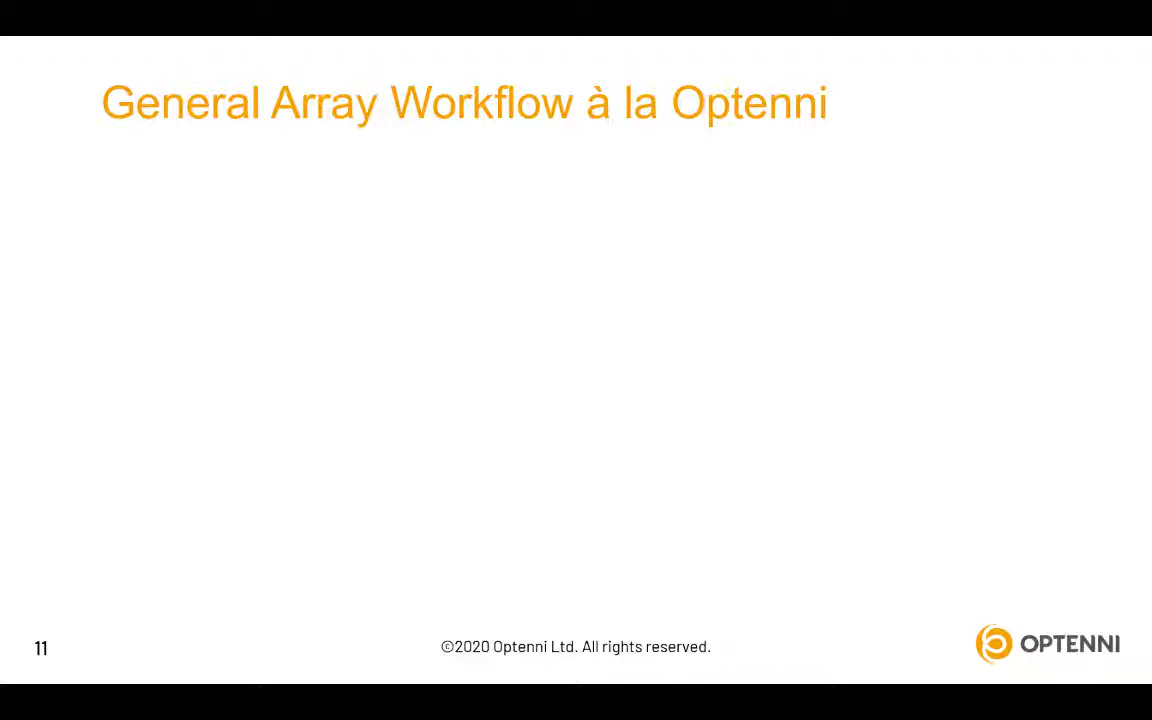 General Array Workflow à la Optenni
11
©2020 Optenni Ltd. All rights reserved.
OPTENNI